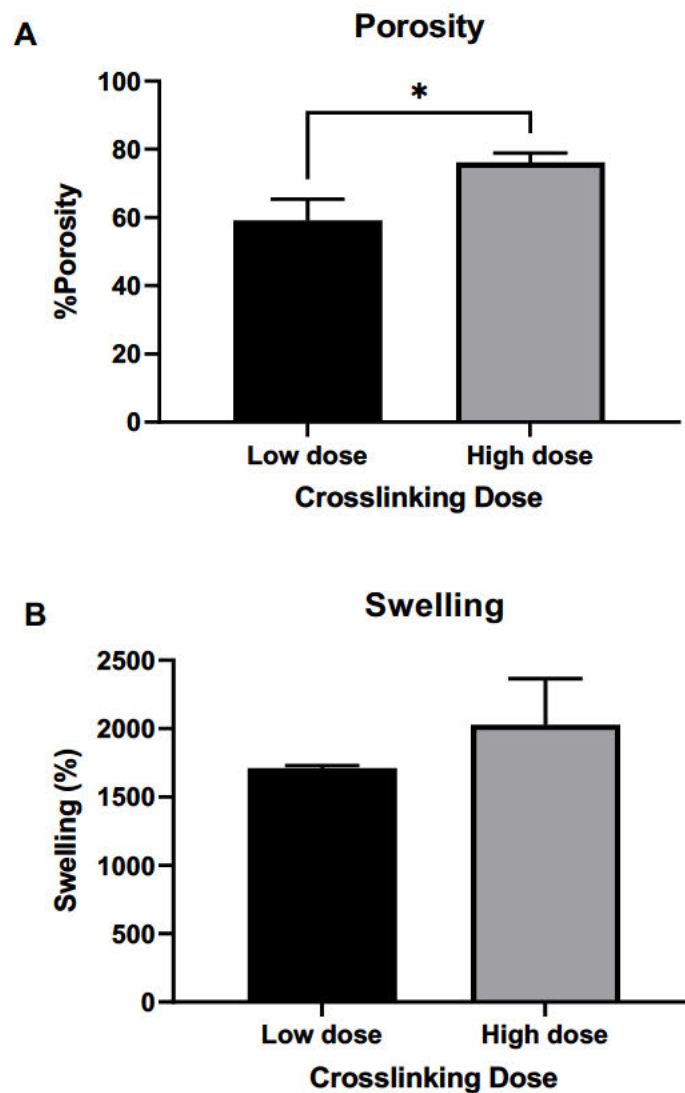 A
Porosity
100
80
60
40
20
0
%Porosity
*
Low dose
High dose
Crosslinking Dose
B
Swelling
2500
2000
1500
1000
500
0
Swelling (%)
Low dose
High dose
Crosslinking Dose